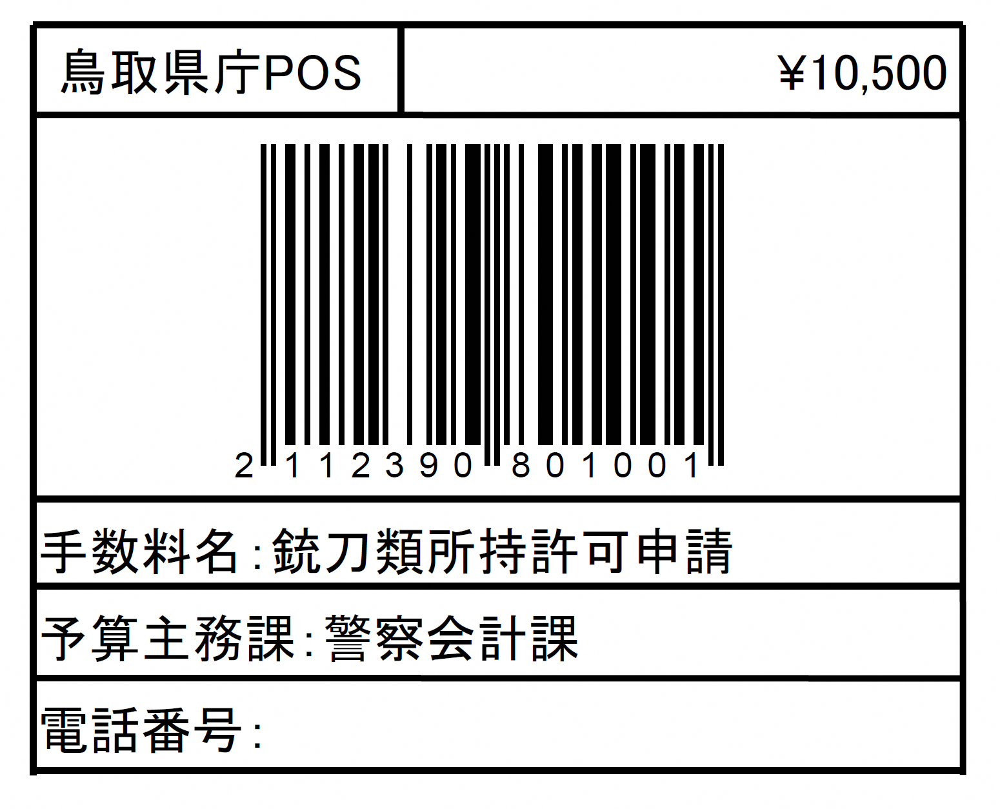 鳥取県庁POS
¥10,500
2 112390 801001
手数料名:銃刀類所持許可申請
予算主務課:警察会計課
電話番号: